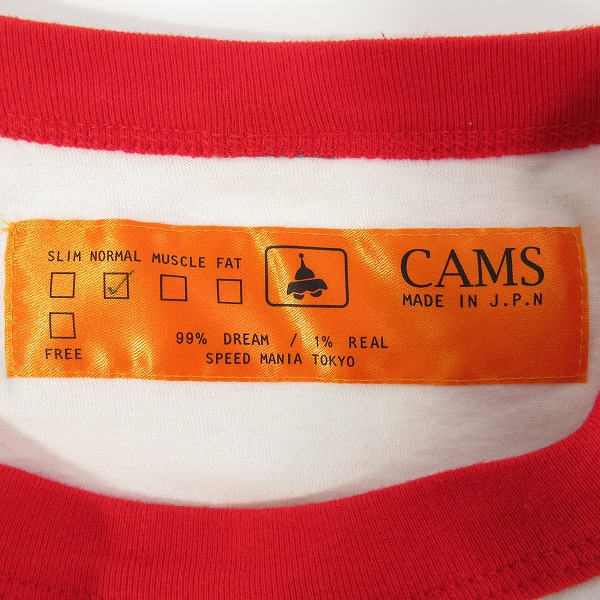 SLIM NORMAL MUSCLE FAT
FREE
CAMS
MADE IN J.P.N
99% DREAM / 1% REAL
SPEED MANIA TOKYO